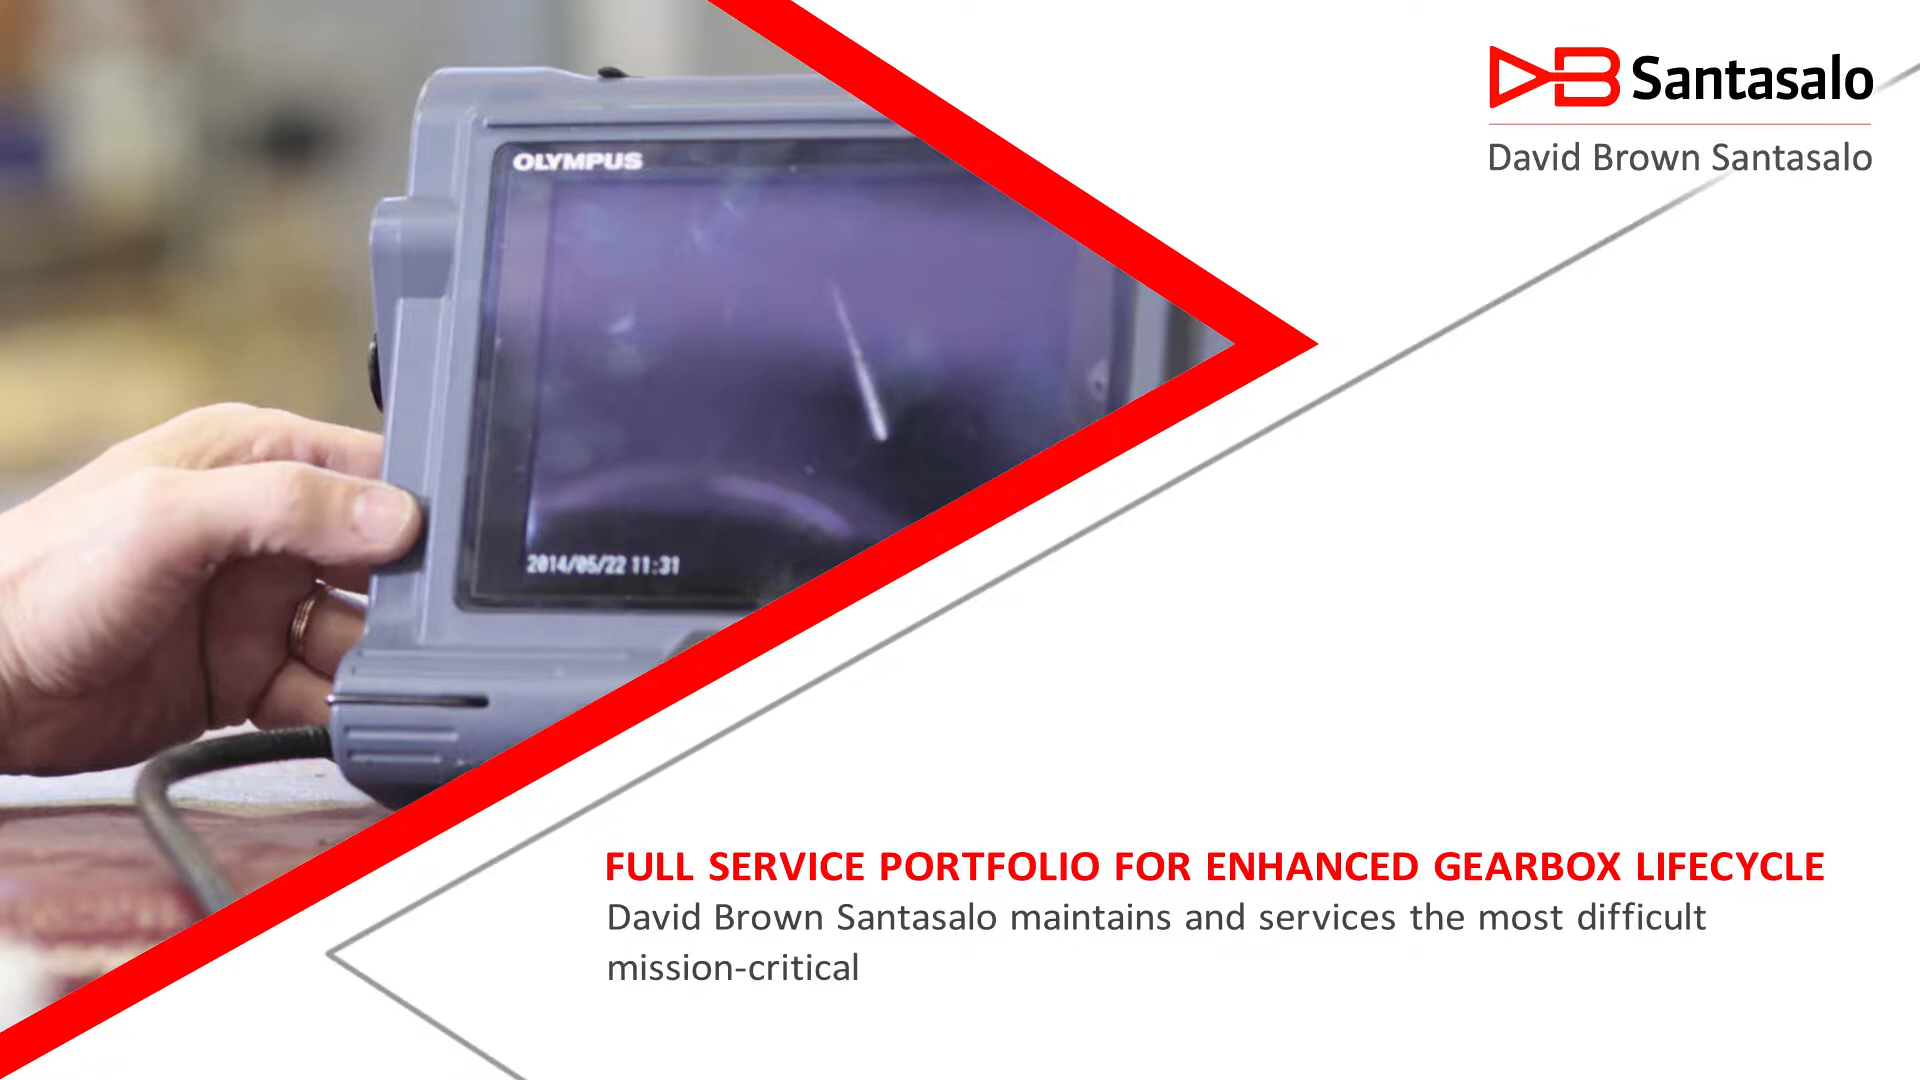 Santasalo
David Brown Santasalo
OLYMPUS
2014/05/22 11:31
FULL SERVICE PORTFOLIO FOR ENHANCED GEARBOX LIFECYCLE
David Brown Santasalo maintains and services the most difficult
mission-critical